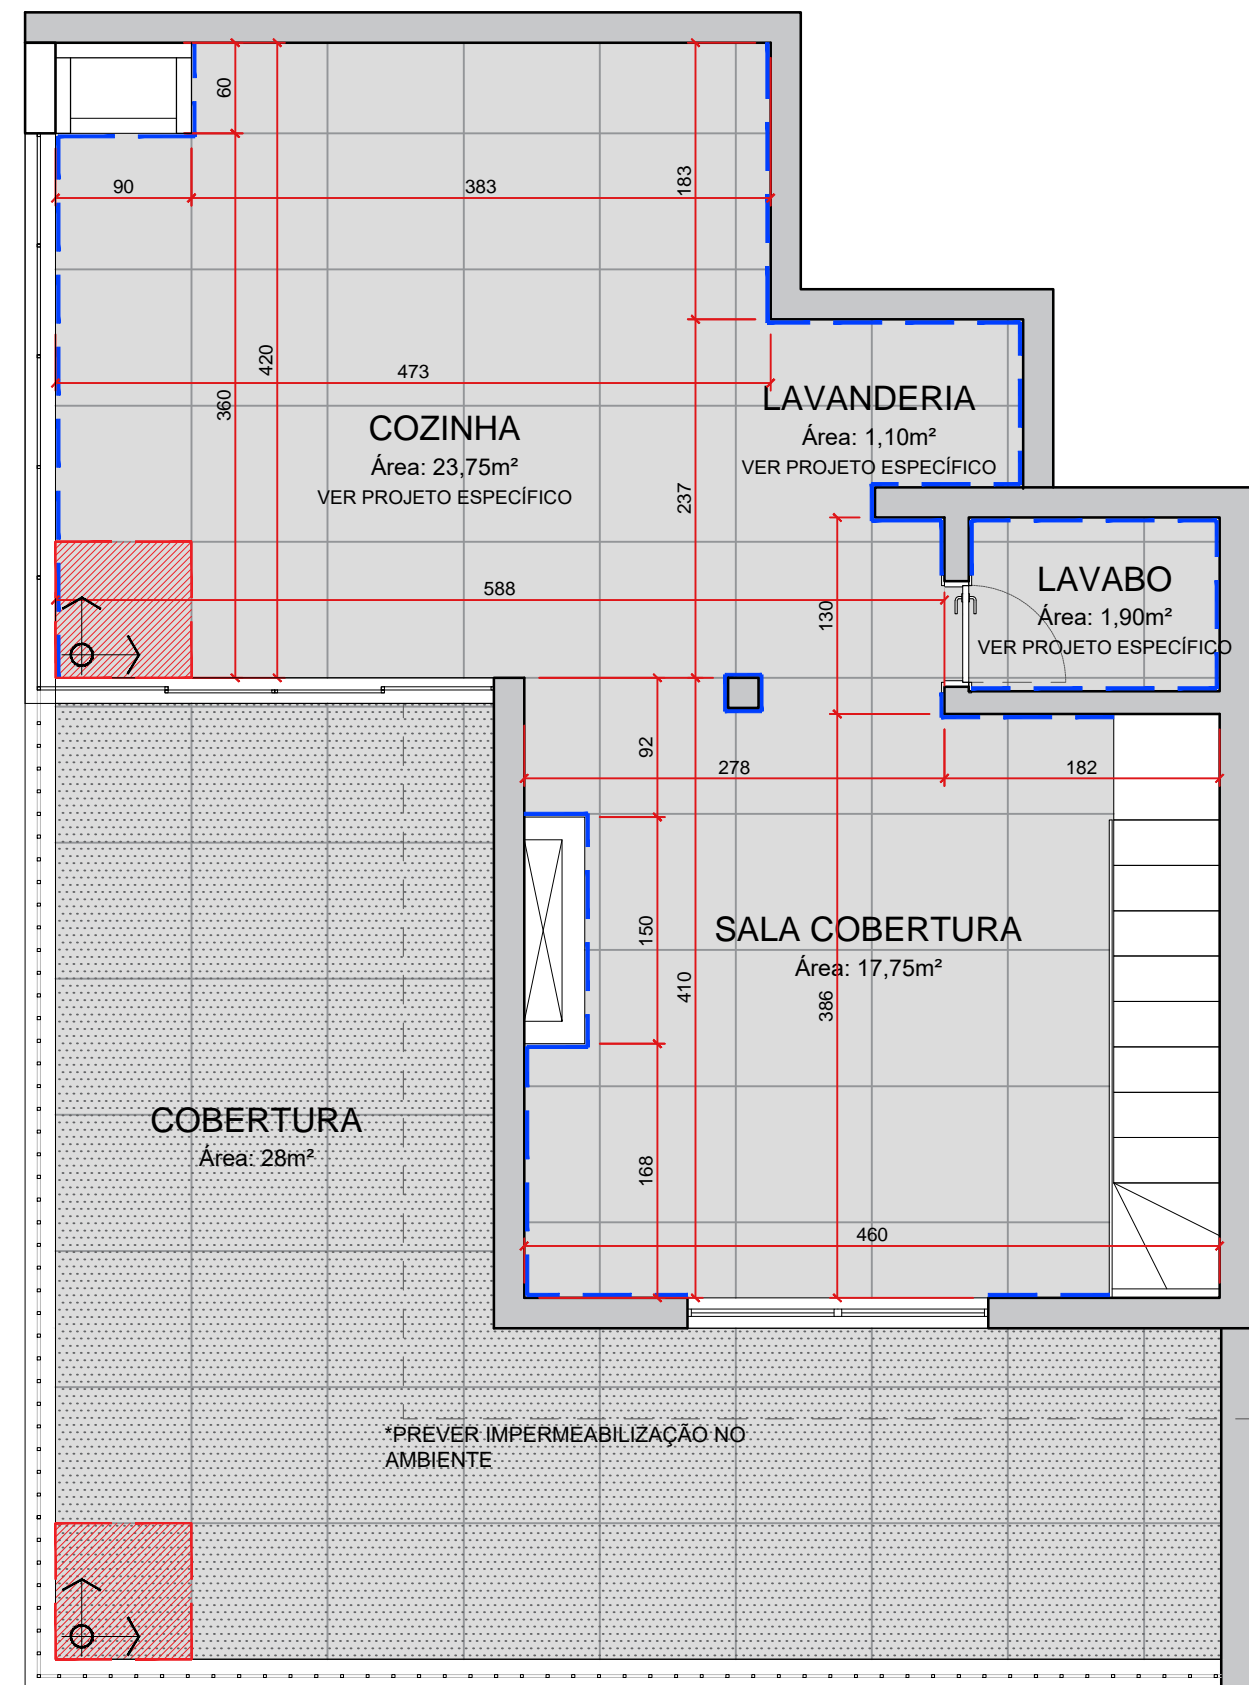 60
90
383
183
420
473
360
LAVANDERIA
Área: 1,10m²
VER PROJETO ESPECÍFICO
COZINHA
Área: 23,75m²
VER PROJETO ESPECÍFICO
237
588
130
LAVABO
Área: 1,90m²
VER PROJETO ESPECÍFICO
92
278
182
150
SALA COBERTURA
Área: 17,75m²
410
386
COBERTURA
Área: 28m²
168
460
*PREVER IMPERMEABILIZAÇÃO NO
AMBIENTE